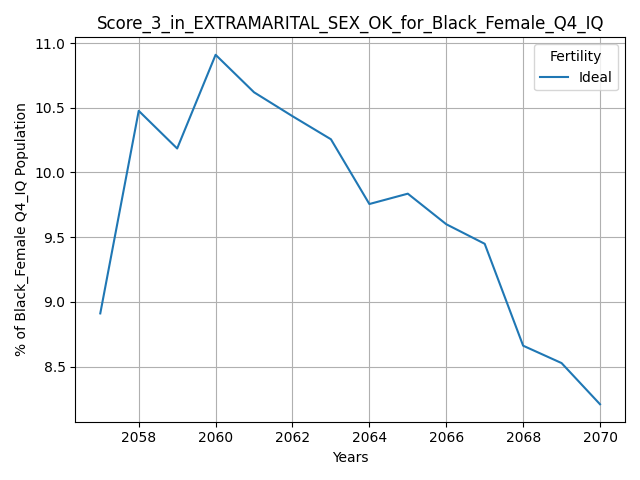 Score_3_in_EXTRAMARITAL_SEX_OK_for_Black_Female_Q4_IQ
% of Black_Female Q4_IQ Population
11.0
10.5
10.0
9.5
9.0
8.5
Fertility
Ideal
2058 2060 2062 2064 2066 2068 2070
Years